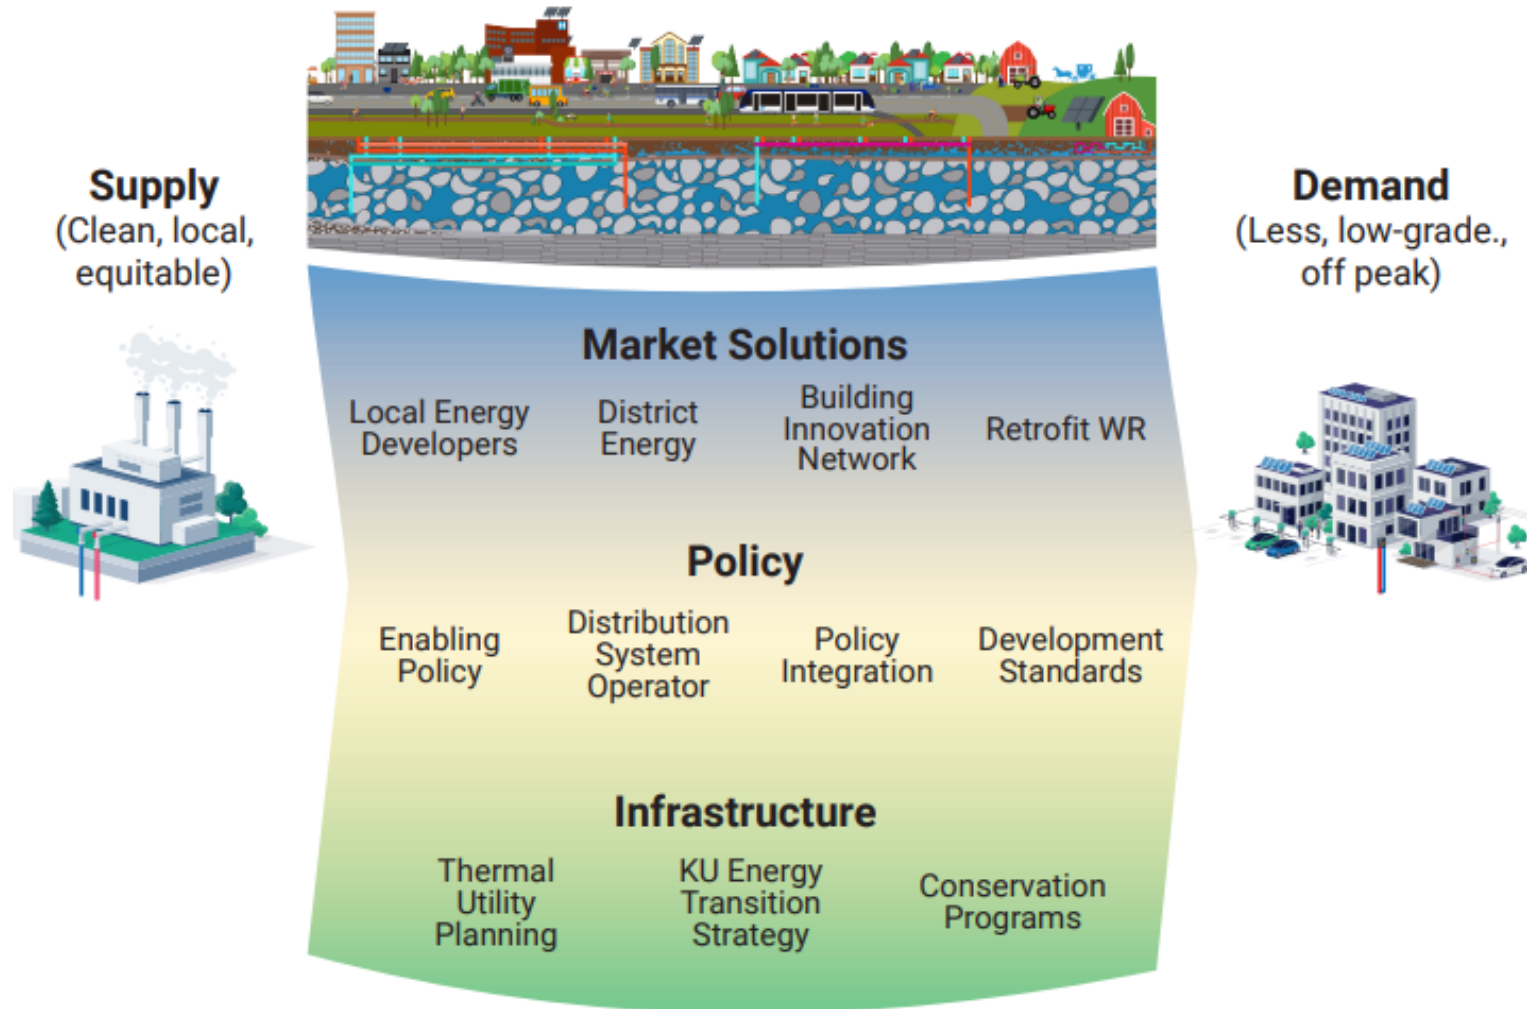 Supply
(Clean, local,
equitable)
Demand
(Less, low-grade.,
off peak)
Market Solutions
Local Energy
Developers
District
Energy
Building
Innovation
Network
Retrofit WR
Policy
Enabling
Policy
Distribution
System
Operator
Policy
Integration
Development
Standards
Infrastructure
Thermal
Utility
Planning
KU Energy
Transition
Strategy
Conservation
Programs